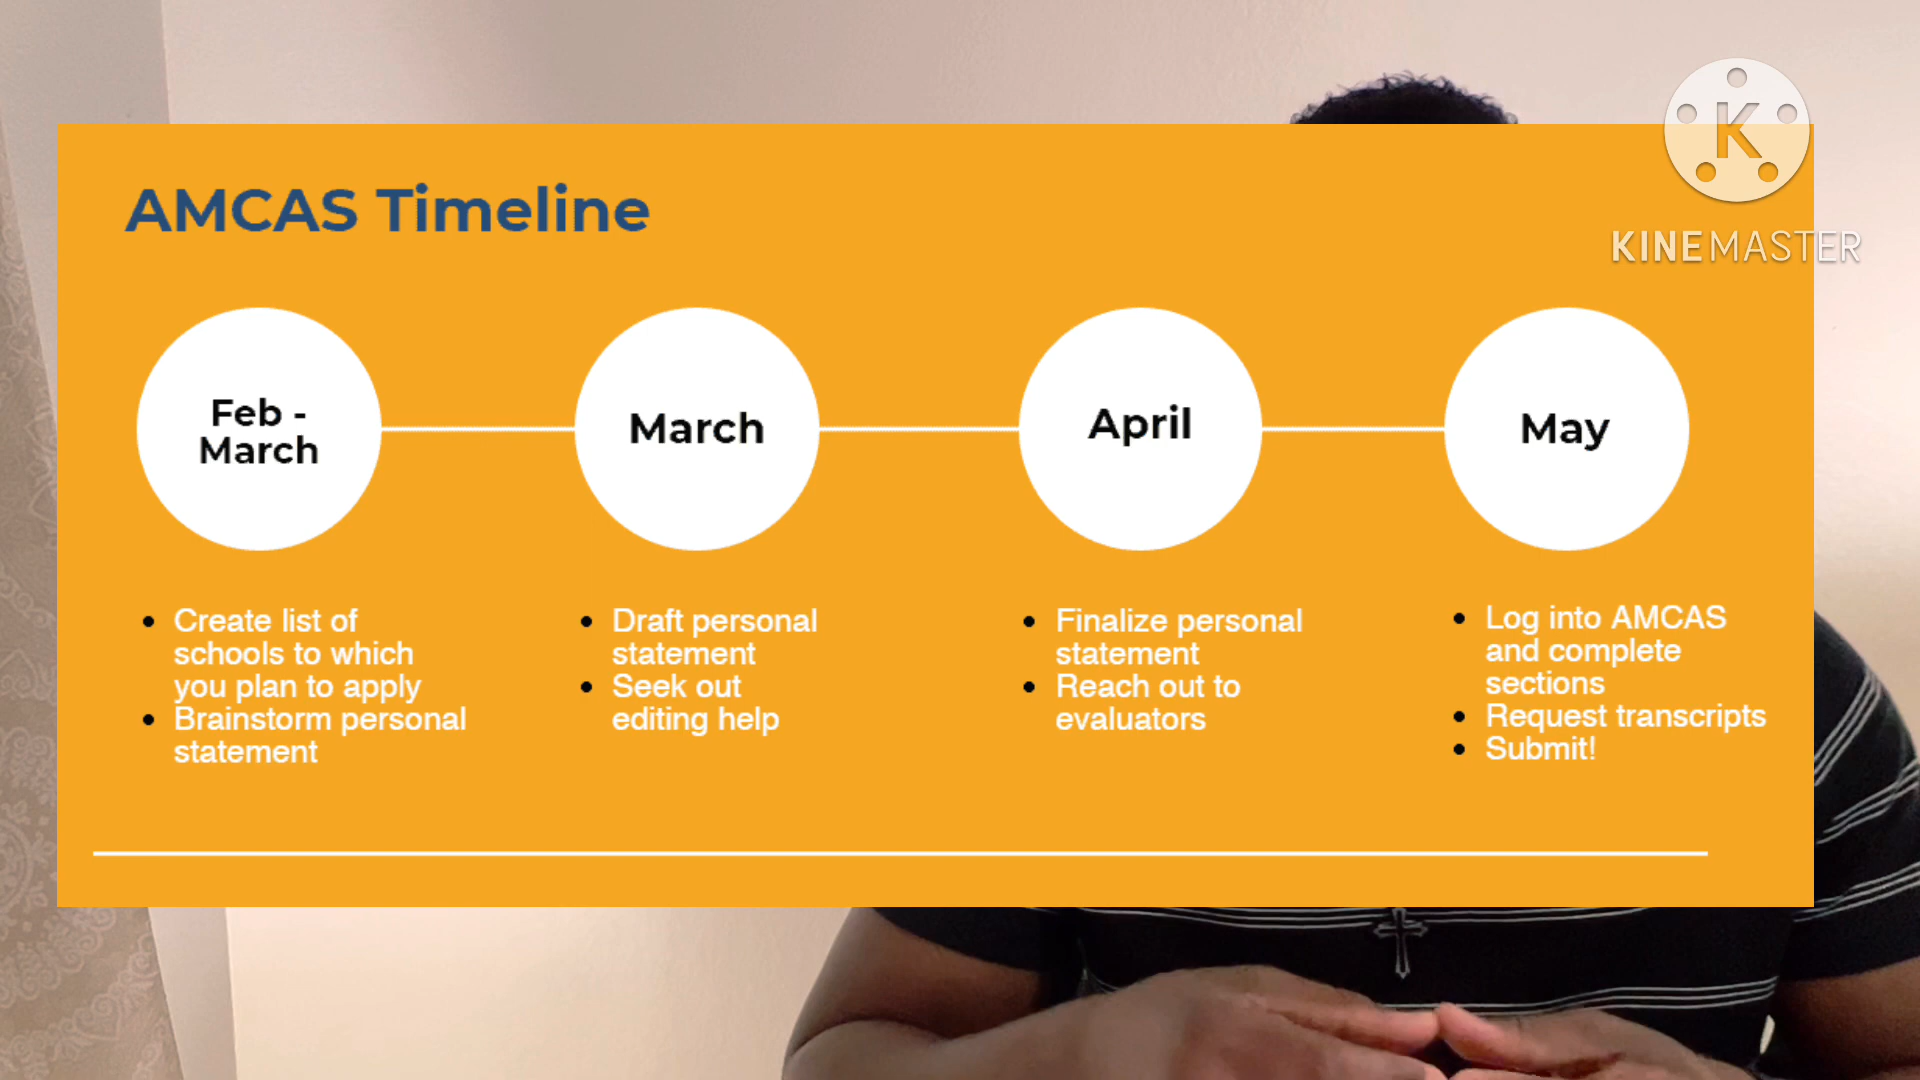 K
KINEMASTER
AMCAS Timeline
Feb -
March
March
April
May
Create list of
schools to which
you plan to apply
Brainstorm personal
statement
Draft personal
statement
Seek out
editing help
Finalize personal
statement
Reach out to
evaluators
Log into AMCAS
and complete
sections
Request transcripts
Submit!